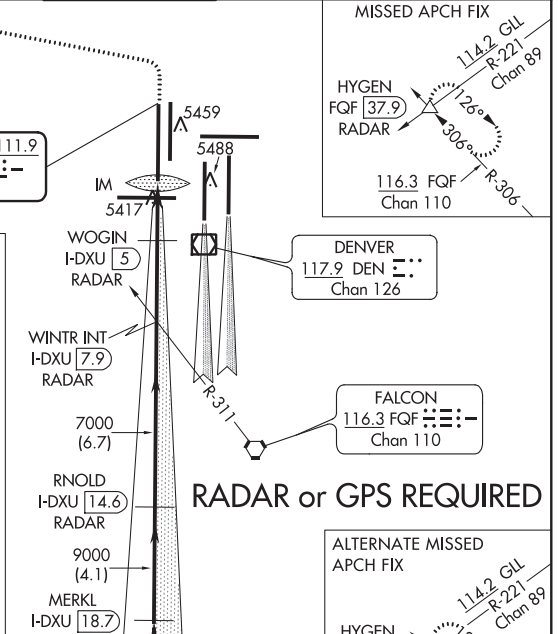 MISSED APCH FIX
114.2 GLL
R-221
Chan 89
HYGEN
FQF 37.9
RADAR
126°
306°
116.3 FQF
Chan 110
R-306
111.9
5459
5488
IM
5417
WOGIN
I-DXU 5
RADAR
DENVER
117.9 DEN
Chan 126
WINTR INT
I-DXU 7.9
RADAR
R-311
FALCON
116.3 FQF
Chan 110
7000
(6.7)
RNOLD
I-DXU 14.6
RADAR
RADAR or GPS REQUIRED
9000
(4.1)
MERKL
I-DXU 18.7
ALTERNATE MISSED
APCH FIX
114.2 GLL
R-221
Chan 89
HYGEN